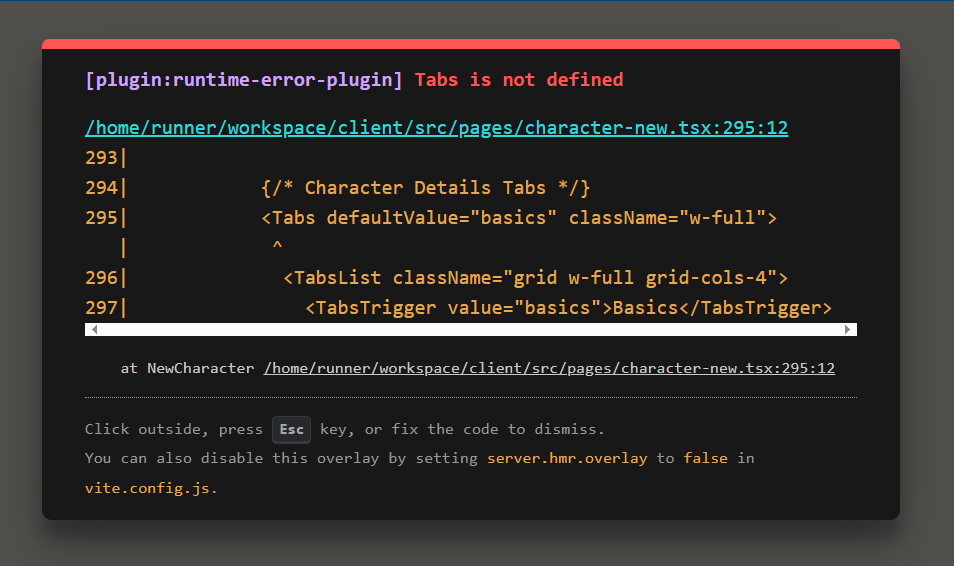 [plugin:runtime-error-plugin] Tabs is not defined
/home/runner/workspace/client/src/pages/character-new.tsx:295:12
293|
294|            {/* Character Details Tabs */}
295|            <Tabs defaultValue="basics" className="w-full">
   |             ^
296|              <TabsList className="grid w-full grid-cols-4">
297|                <TabsTrigger value="basics">Basics</TabsTrigger>
at NewCharacter /home/runner/workspace/client/src/pages/character-new.tsx:295:12
Click outside, press Esc key, or fix the code to dismiss.
You can also disable this overlay by setting server.hmr.overlay to false in
vite.config.js.